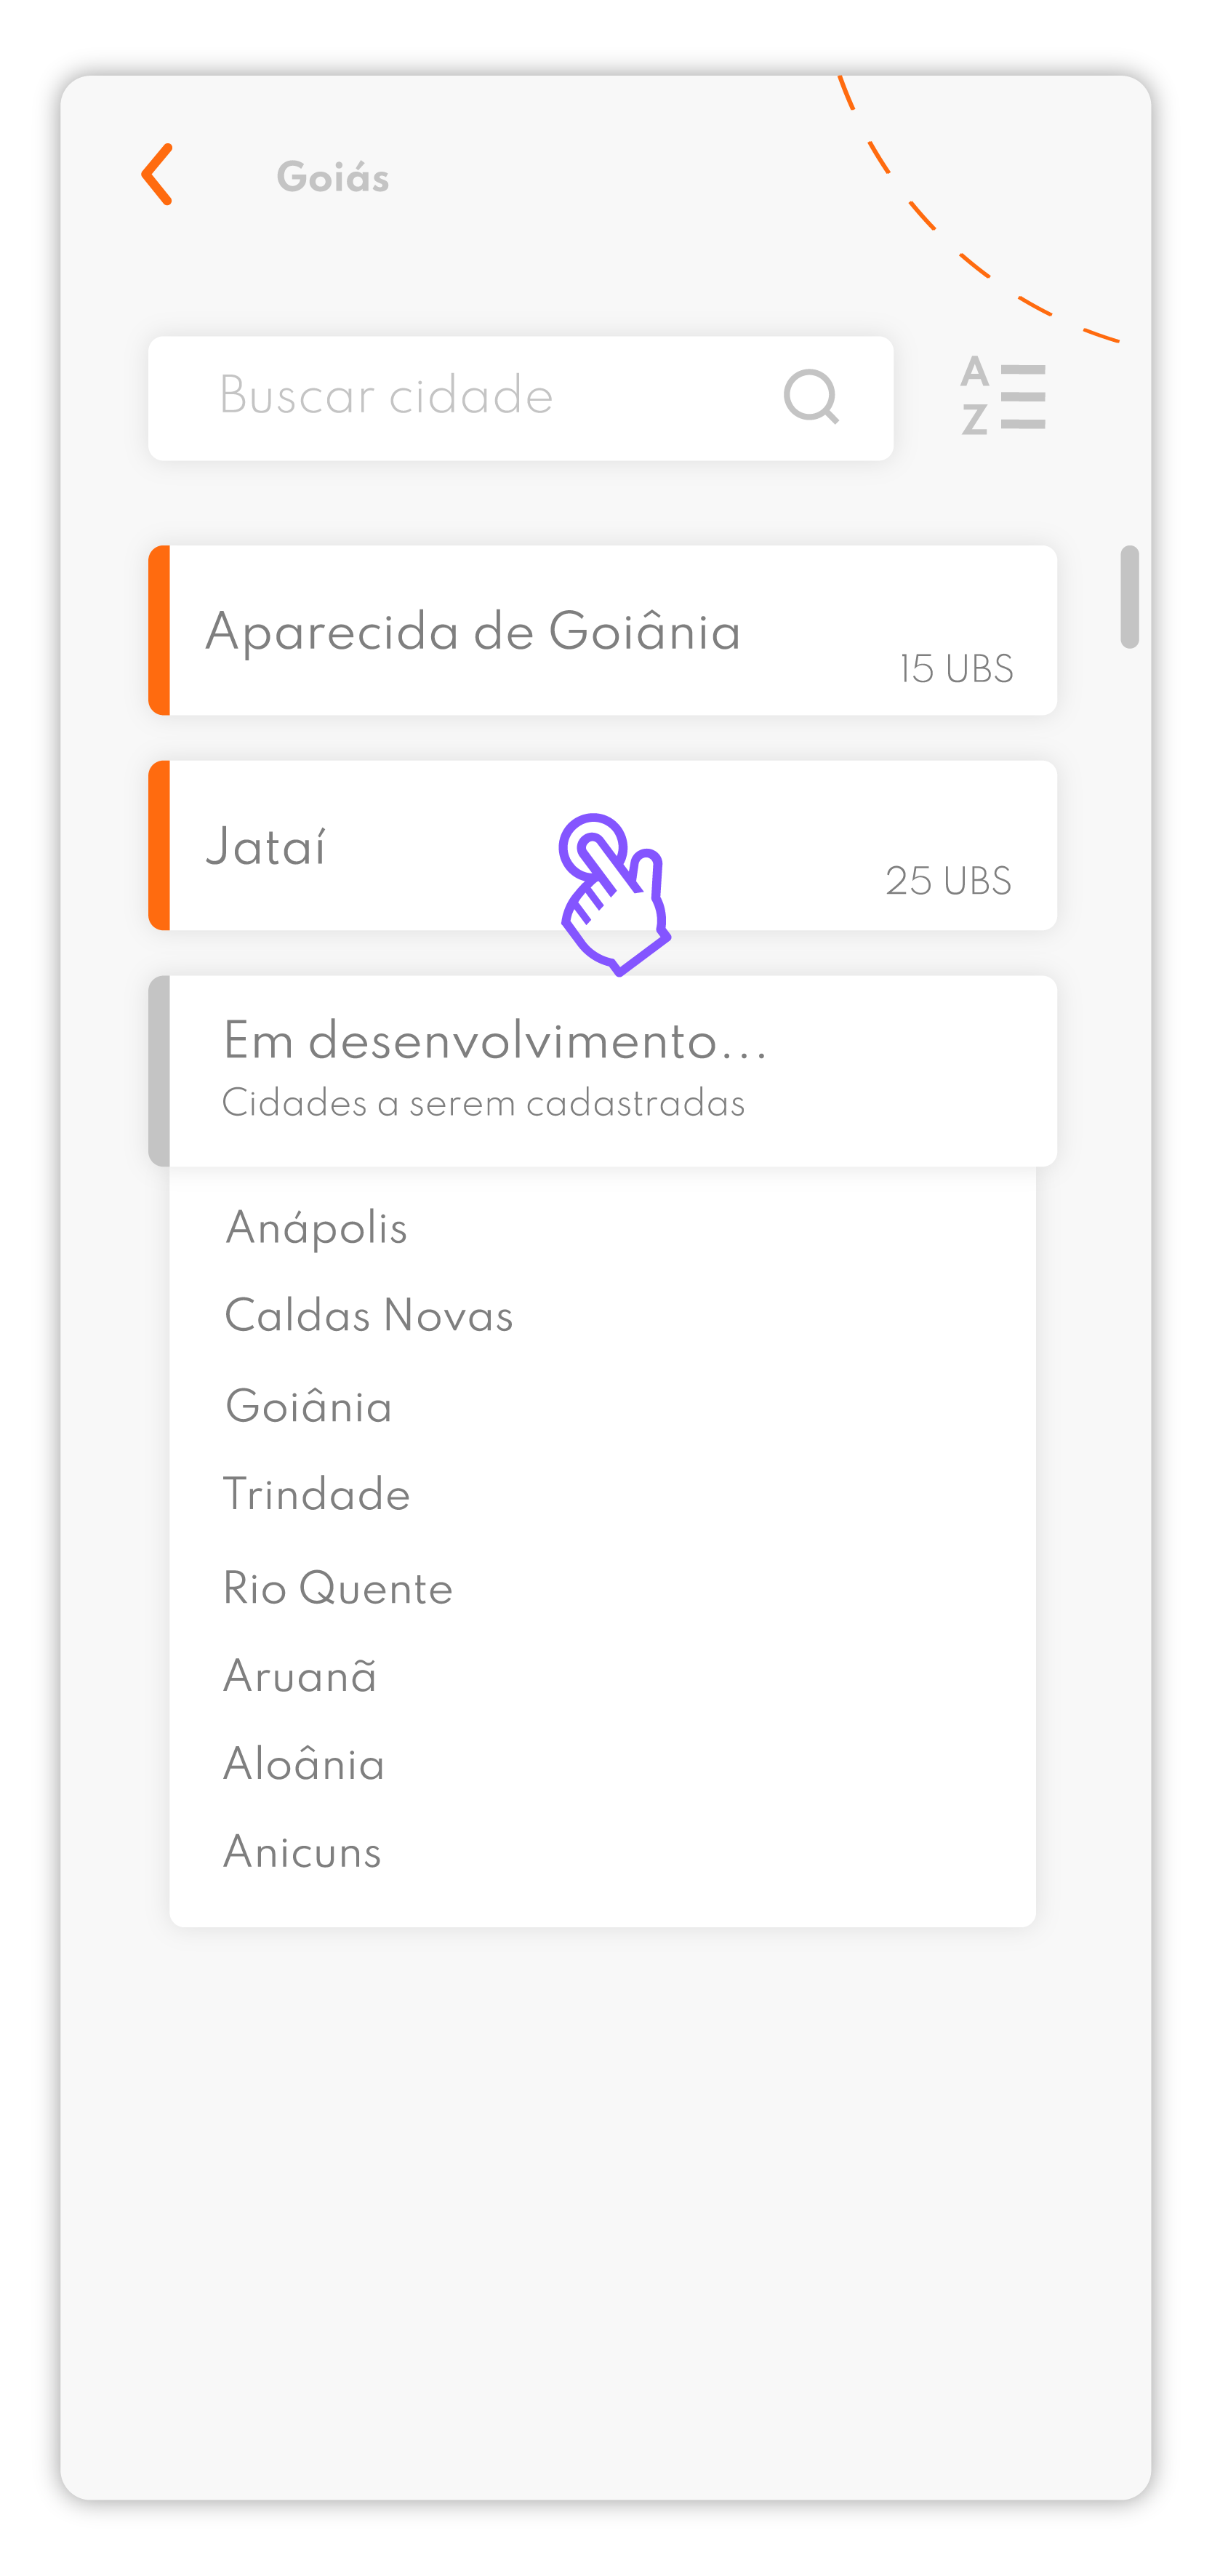 Goiás
Buscar cidade
A
Z
Aparecida de Goiânia
15 UBS
Jataí
25 UBS
Em desenvolvimento...
Cidades a serem cadastradas
Anápolis
Caldas Novas
Goiânia
Trindade
Rio Quente
Aruanã
Aloânia
Anicuns